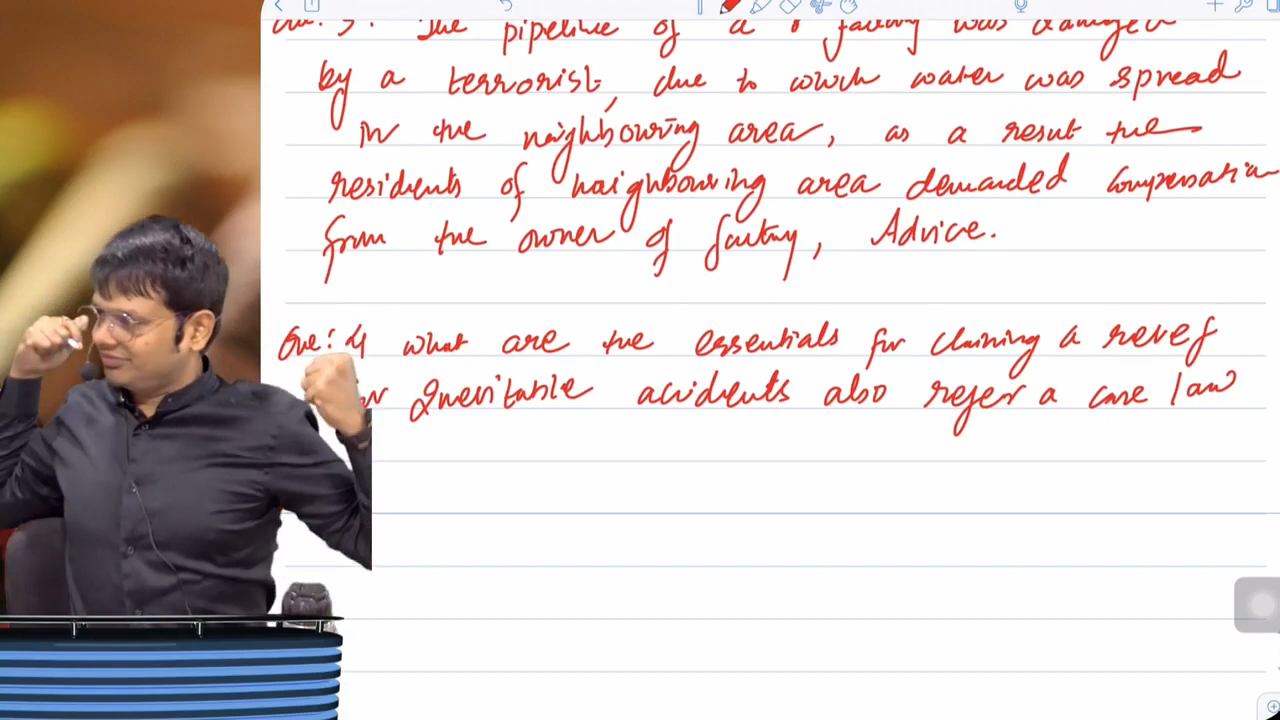 3. The pipeline of a factory was damaged
by a terrorist, due to which water was spread
in the neighbouring area, as a result the
residents of neighbouring area demanded compensation
from the owner of factory, Advice.
Que: 4 what are the essentials for claiming a relief
Inevitable accidents also refer a case law